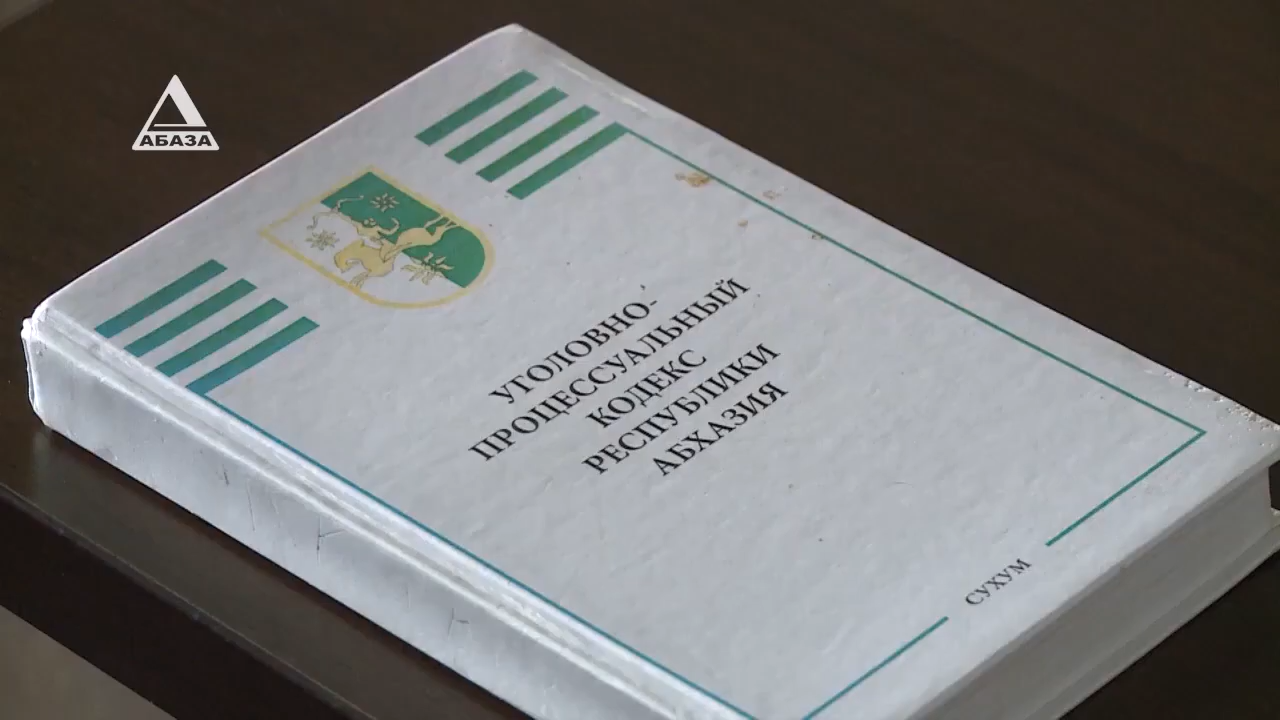 АБАЗА
УГОЛОВНО-
ПРОЦЕССУАЛЬНЫЙ
КОДЕКС
РЕСПУБЛИКИ
АБХАЗИЯ
СУХУМ